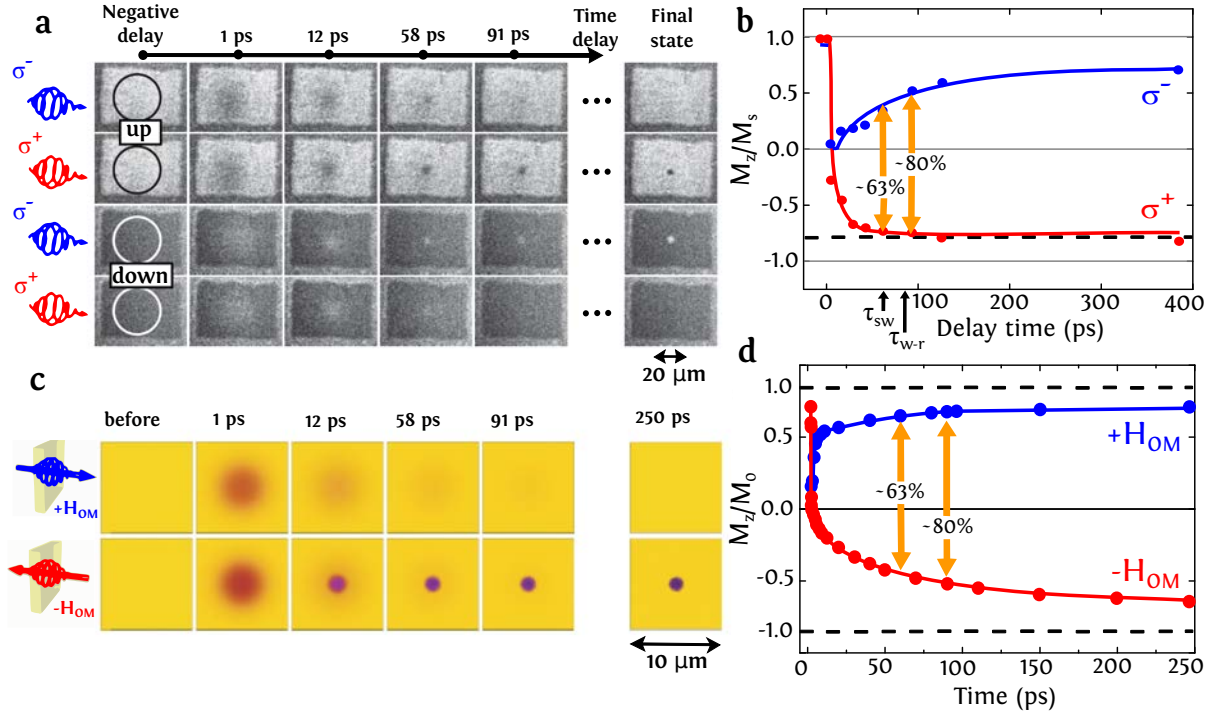 a
Negative delay
1 ps
12 ps
58 ps
91 ps
Time delay
Final state
σ⁻
σ⁺
σ⁻
σ⁺
up
down
20 μm
b
Mz/Ms
1.0
0.5
0.0
-0.5
-1.0
σ⁻
σ⁺
~63%
~80%
0
100
200
300
400
τsw
τw-r
Delay time (ps)
c
before
1 ps
12 ps
58 ps
91 ps
250 ps
+HOM
-HOM
10 μm
d
Mz/Mo
1.0
0.5
0.0
-0.5
-1.0
+HOM
-HOM
~63%
~80%
0
50
100
150
200
250
Time (ps)